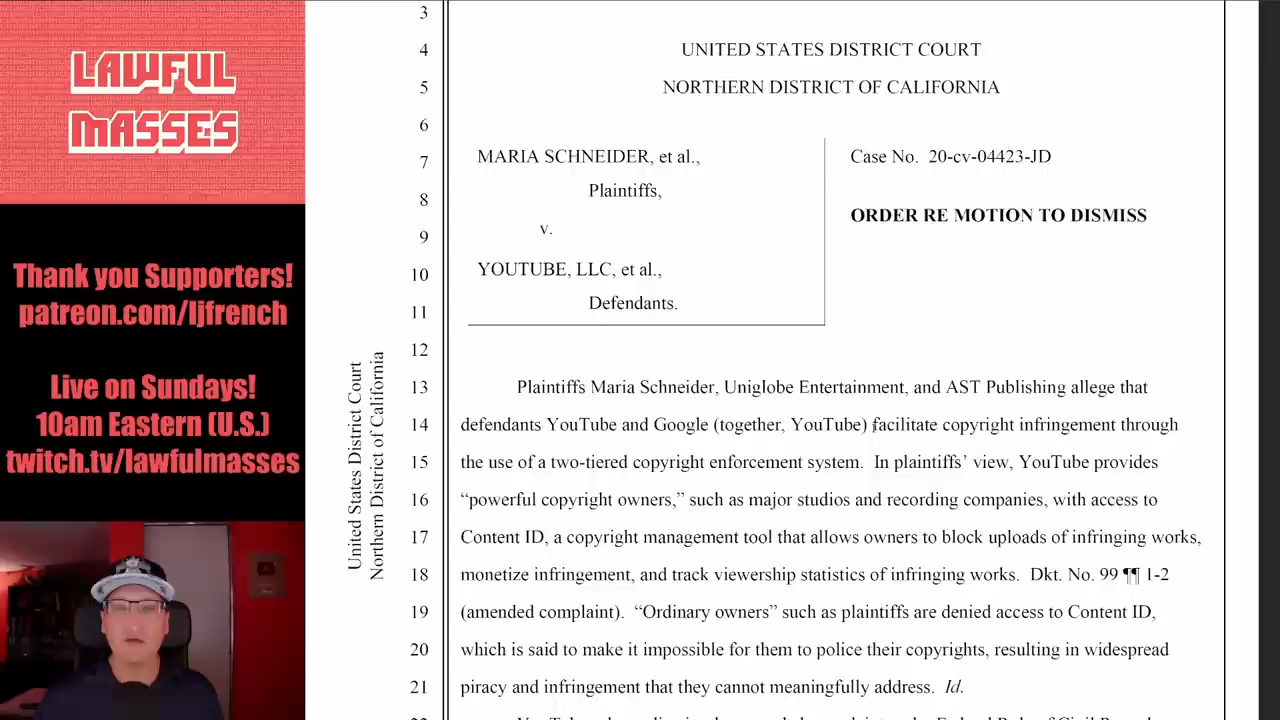 LAWFUL
MASSES
Thank you Supporters!
patreon.com/ljfrench
Live on Sundays!
10am Eastern (U.S.)
twitch.tv/lawfulmasses
United States District Court
Northern District of California
3
4 UNITED STATES DISTRICT COURT
5 NORTHERN DISTRICT OF CALIFORNIA
6
7 MARIA SCHNEIDER, et al., Case No. 20-cv-04423-JD
8 Plaintiffs,
ORDER RE MOTION TO DISMISS
9 v.
10 YOUTUBE, LLC, et al.,
11 Defendants.
12
13 Plaintiffs Maria Schneider, Uniglobe Entertainment, and AST Publishing allege that
14 defendants YouTube and Google (together, YouTube) facilitate copyright infringement through
15 the use of a two-tiered copyright enforcement system. In plaintiffs’ view, YouTube provides
16 “powerful copyright owners,” such as major studios and recording companies, with access to
17 Content ID, a copyright management tool that allows owners to block uploads of infringing works,
18 monetize infringement, and track viewership statistics of infringing works. Dkt. No. 99 ¶¶ 1-2
19 (amended complaint). “Ordinary owners” such as plaintiffs are denied access to Content ID,
20 which is said to make it impossible for them to police their copyrights, resulting in widespread
21 piracy and infringement that they cannot meaningfully address. Id.